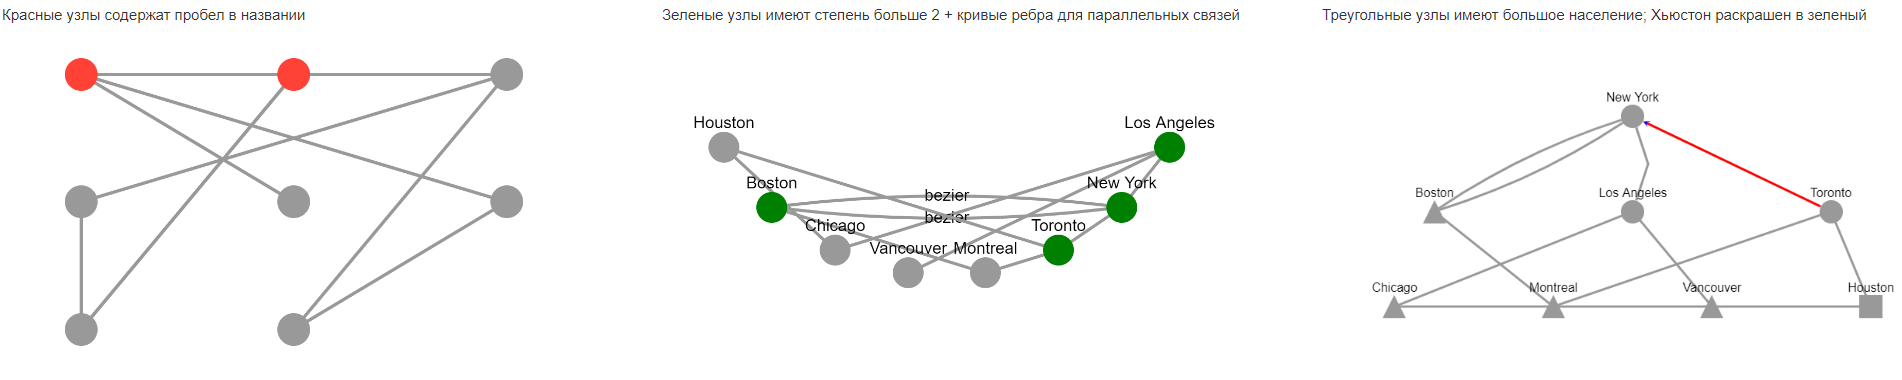 Красные узлы содержат пробел в названии
Зеленые узлы имеют степень больше 2 + кривые ребра для параллельных связей
Houston
Los Angeles
Boston
bezier
New York
bezier
Chicago
Toronto
Vancouver
Montreal
Треугольные узлы имеют большое население; Хьюстон раскрашен в зеленый
New York
Boston
Los Angeles
Toronto
Chicago
Montreal
Vancouver
Houston